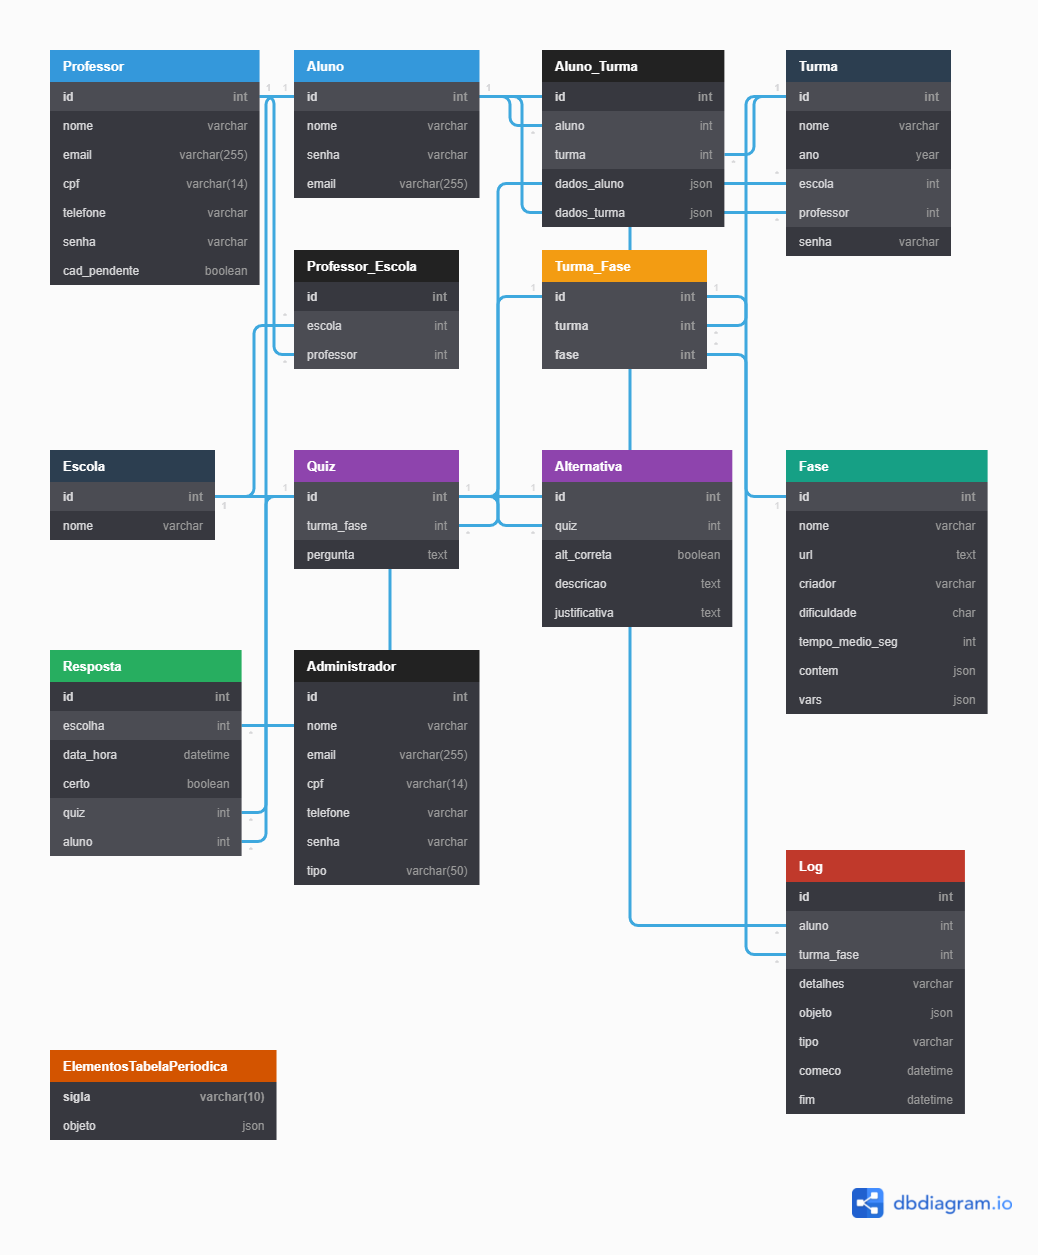 Professor
id int
nome varchar
email varchar(255)
cpf varchar(14)
telefone varchar
senha varchar
cad_pendente boolean
Aluno
id int
nome varchar
senha varchar
email varchar(255)
Aluno_Turma
id int
aluno int
turma int
dados_aluno json
dados_turma json
Turma
id int
nome varchar
ano year
escola int
professor int
senha varchar
Professor_Escola
id int
escola int
professor int
Turma_Fase
id int
turma int
fase int
Escola
id int
nome varchar
Quiz
id int
turma_fase int
pergunta text
Alternativa
id int
quiz int
alt_correta boolean
descricao text
justificativa text
Fase
id int
nome varchar
url text
criador varchar
dificuldade char
tempo_medio_seg int
contem json
vars json
Resposta
id int
escolha int
data_hora datetime
certo boolean
quiz int
aluno int
Administrador
id int
nome varchar
email varchar(255)
cpf varchar(14)
telefone varchar
senha varchar
tipo varchar(50)
Log
id int
aluno int
turma_fase int
detalhes varchar
objeto json
tipo varchar
comeco datetime
fim datetime
ElementosTabelaPeriodica
sigla varchar(10)
objeto json
dbdiagram.io